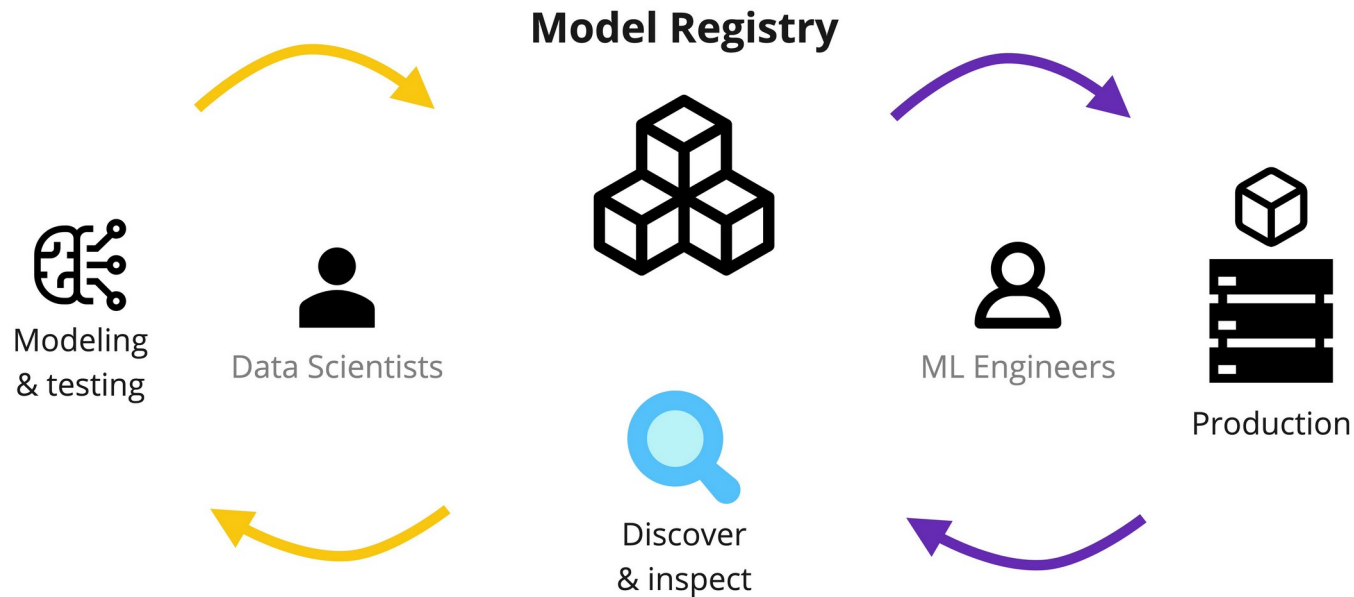 Model Registry
Modeling
& testing
Data Scientists
ML Engineers
Production
Discover
& inspect